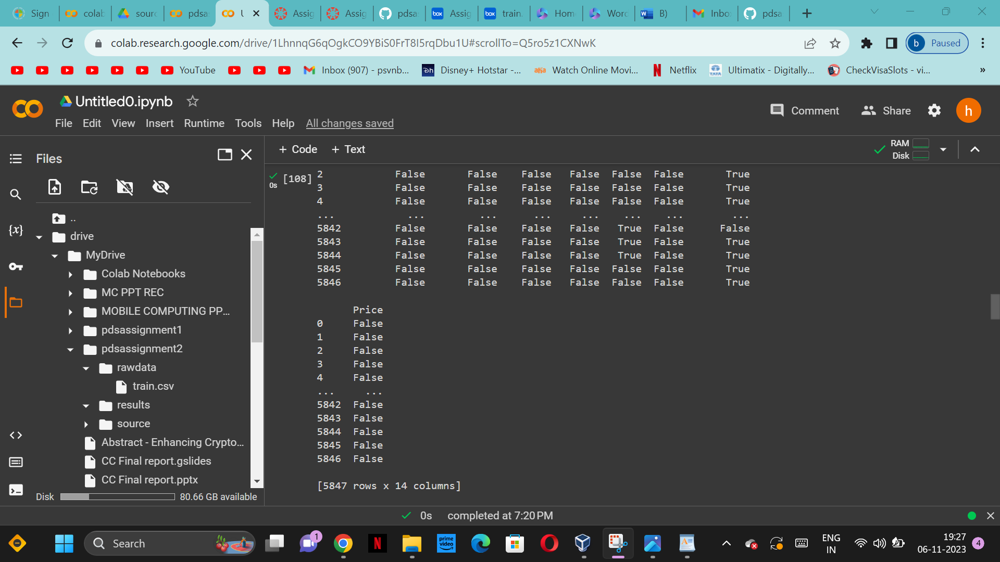 Sign
colab
sourc
pdsa
U
Assig
Assig
pdsa
box Assig
box train.
Hom
Worc
W B)
Inbo
pdsa
colab.research.google.com/drive/1LhnnqG6qOgkCO9YBiS0FrT8I5rqDbu1U#scrollTo=Q5ro5z1CXNwK
b Paused
YouTube
Inbox (907) - psvnb...
Disney+ Hotstar -...
aha Watch Online Movi...
N Netflix
TATA Ultimatix - Digitally...
CheckVisaSlots - vi...
»
Untitled0.ipynb
Comment
Share
h
File Edit View Insert Runtime Tools Help All changes saved
Files
+ Code + Text
RAM
Disk
..
drive
MyDrive
Colab Notebooks
MC PPT REC
MOBILE COMPUTING PP...
pdsassignment1
pdsassignment2
rawdata
train.csv
results
source
Abstract - Enhancing Crypto...
CC Final report.gslides
CC Final report.pptx
Disk 80.66 GB available
{x}
[108]
0s
2 False False False False False False True
3 False False False False False False True
4 False False False False False False True
... ... ... ... ... ... ... ...
5842 False False False False True False False
5843 False False False False True False True
5844 False False False False True False True
5845 False False False False False False True
5846 False False False False False False True
Price
0 False
1 False
2 False
3 False
4 False
... ...
5842 False
5843 False
5844 False
5845 False
5846 False
[5847 rows x 14 columns]
0s completed at 7:20 PM
Search
1
N
prime video
ENG
IN
19:27
06-11-2023
4